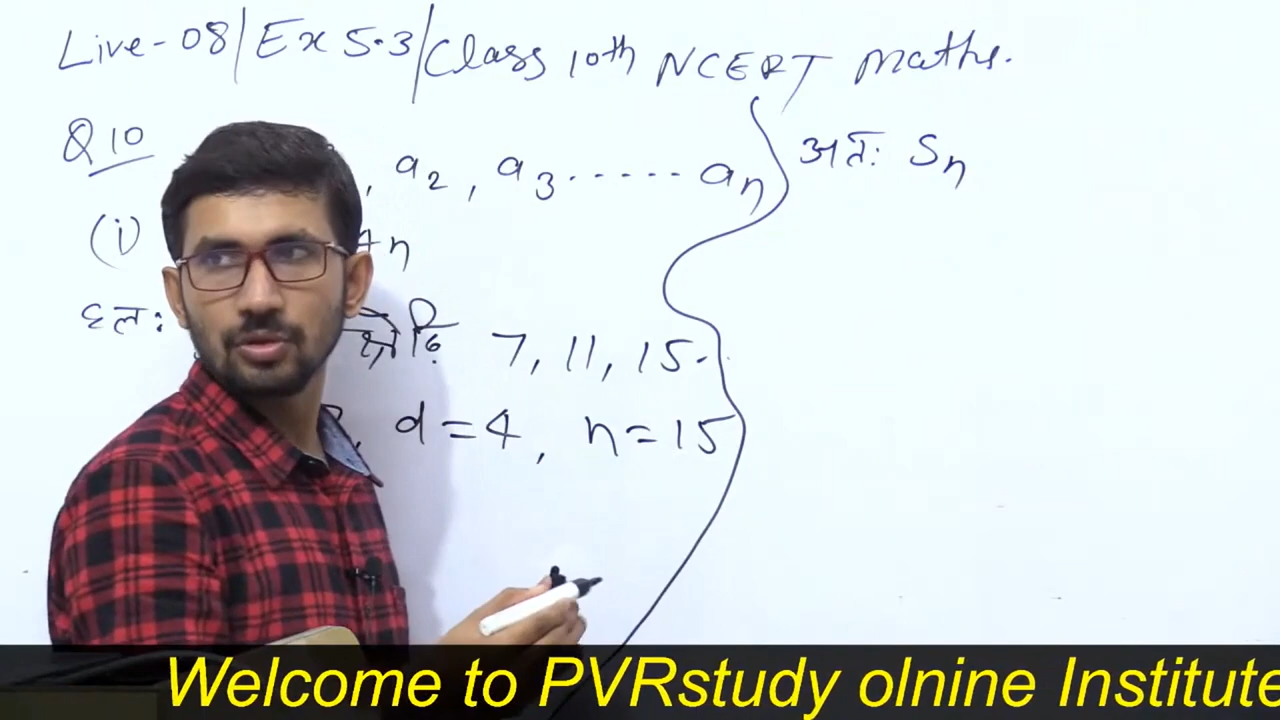 Live-08/Ex 5.3/Class 10th NCERT Maths.
Q10
, a2, a3 ...... an
(i) 4n
हल: श्रेढ़ि 7, 11, 15..
, d=4, n=15
अतः Sn
Welcome to PVRstudy olnine Institute